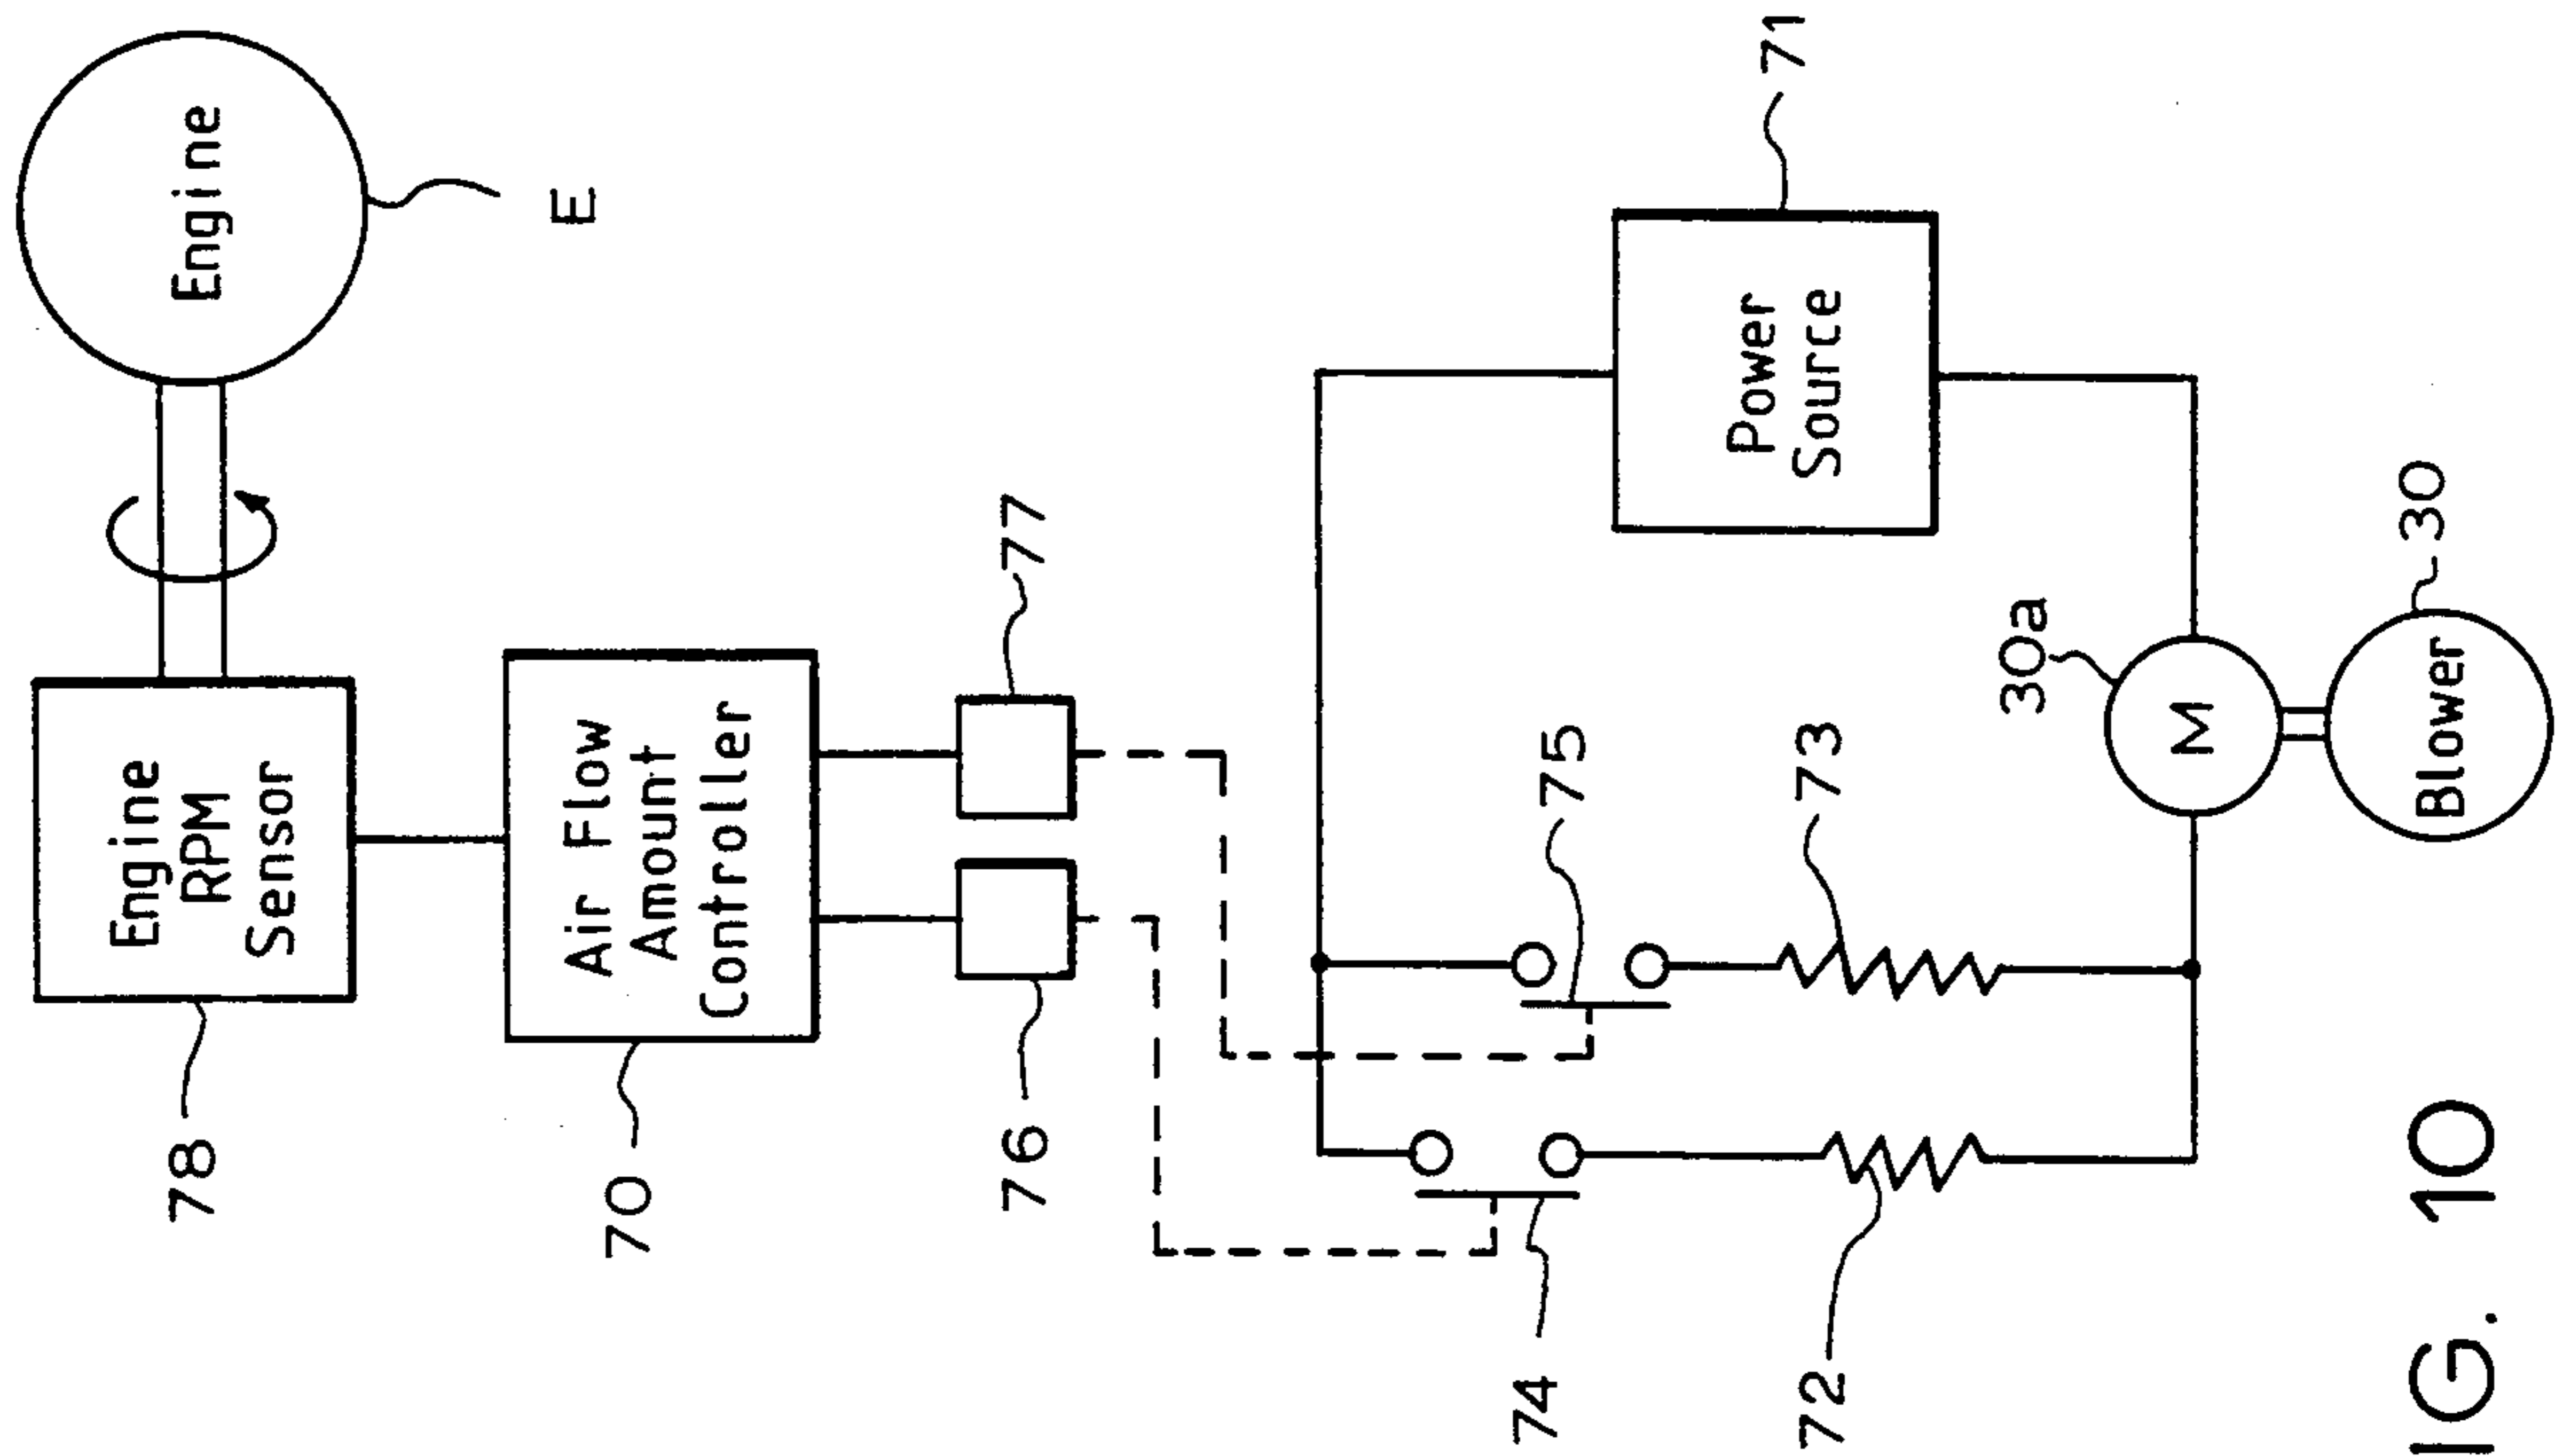 Engine
E
Engine
RPM
Sensor
78
Air Flow
Amount
Controller
70
77
76
71
Power
Source
75
73
74
72
30a
M
30
Blower
IG. 10